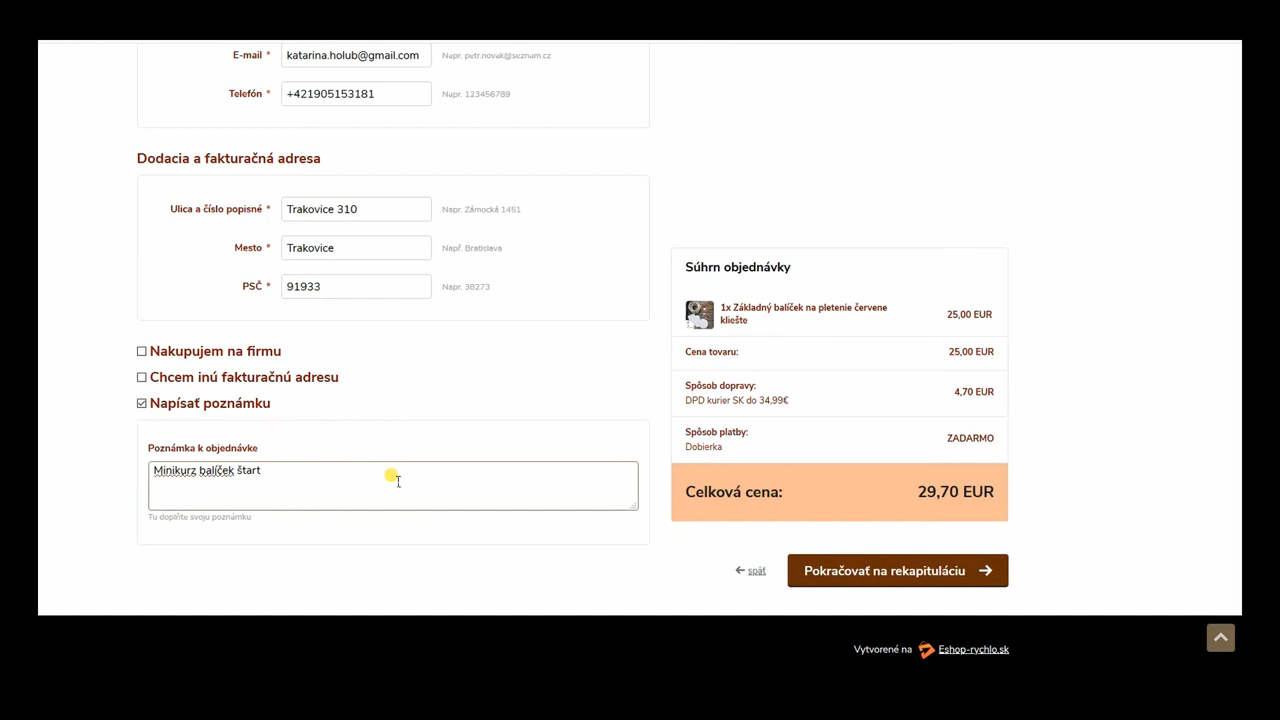 E-mail * katarina.holub@gmail.com Napr. petr.novak@seznam.cz
Telefón * +421905153181 Napr. 123456789
Dodacia a fakturačná adresa
Ulica a číslo popisné * Trakovice 310 Napr. Zámocká 1451
Mesto * Trakovice Např. Bratislava
PSČ * 91933 Napr. 38273
Nakupujem na firmu
Chcem inú fakturačnú adresu
Napísať poznámku
Poznámka k objednávke
Minikurz balíček štart
Tu doplňte svoju poznámku
Súhrn objednávky
1x Základný balíček na pletenie červene
kliešte
25,00 EUR
Cena tovaru: 25,00 EUR
Spôsob dopravy:
DPD kurier SK do 34,99€
4,70 EUR
Spôsob platby:
Dobierka
ZADARMO
Celková cena: 29,70 EUR
späť
Pokračovať na rekapituláciu
Vytvorené na Eshop-rychlo.sk